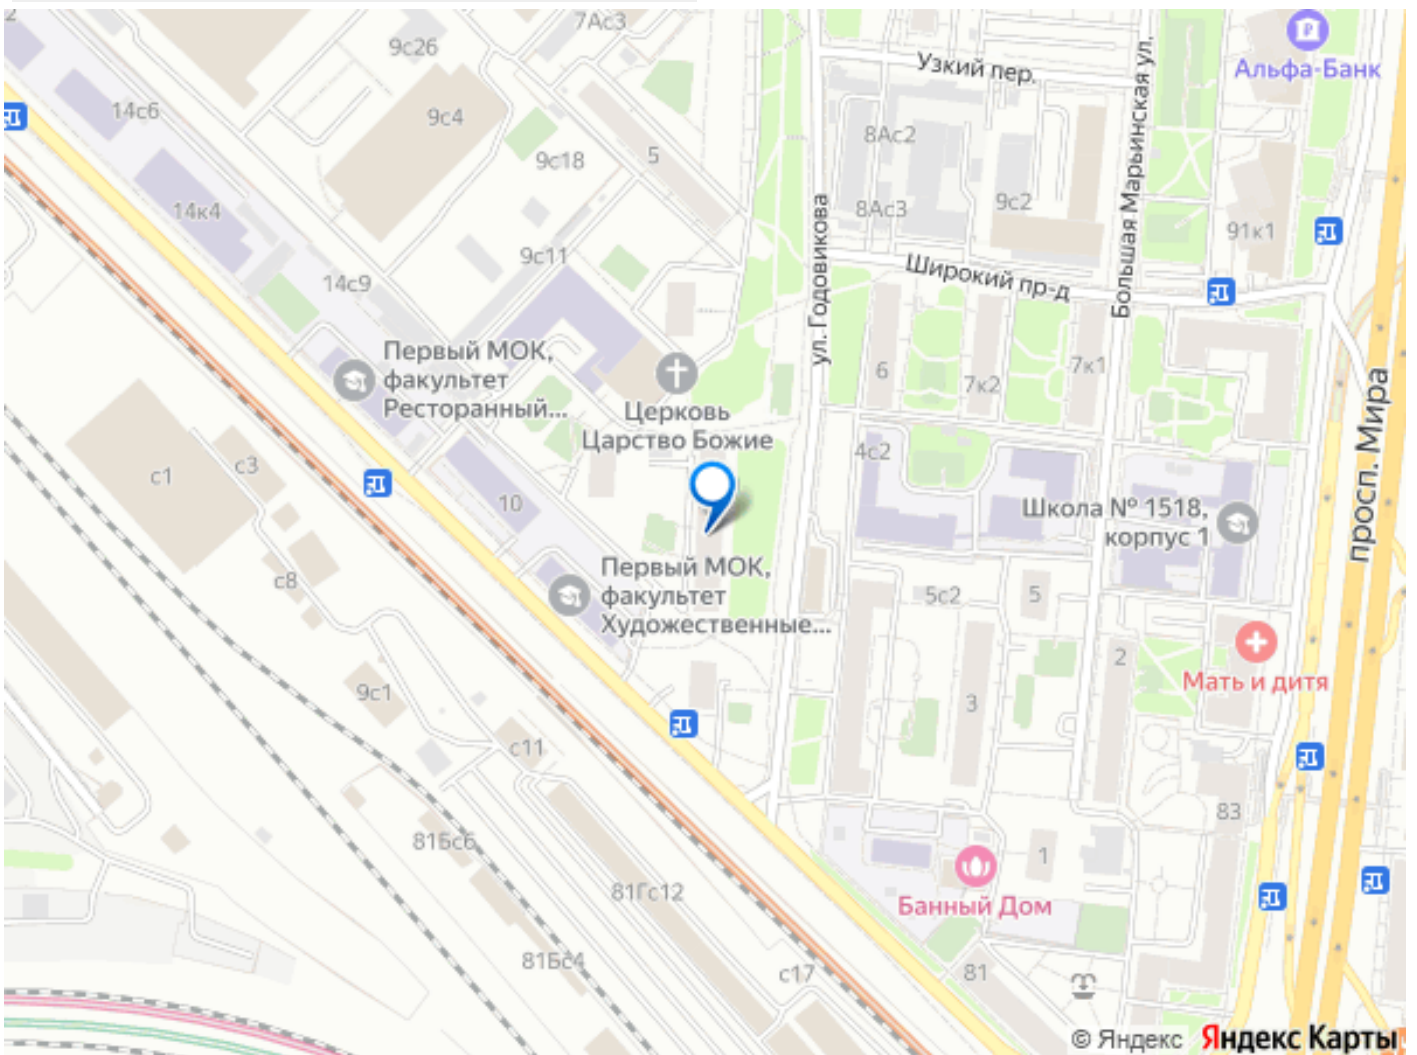 7Ас3
9с26
Узкий пер.
Альфа-Банк
14с6
9с4
8Ас2
9с18
5
Большая Марьинская ул.
14к4
8Ас3
9с2
91к1
9с11
ул. Годовикова
Широкий пр-д
14с9
Первый МОК,
факультет
Ресторанный...
6
7к2
7к1
просп. Мира
Церковь
Царство Божие
4с2
с1
с3
10
Школа № 1518,
корпус 1
с8
Первый МОК,
факультет
Художественные...
5с2
5
2
Мать и дитя
9с1
3
с11
83
81Бс6
1
81Гс12
Банный Дом
81Бс4
с17
81
© Яндекс Яндекс Карты